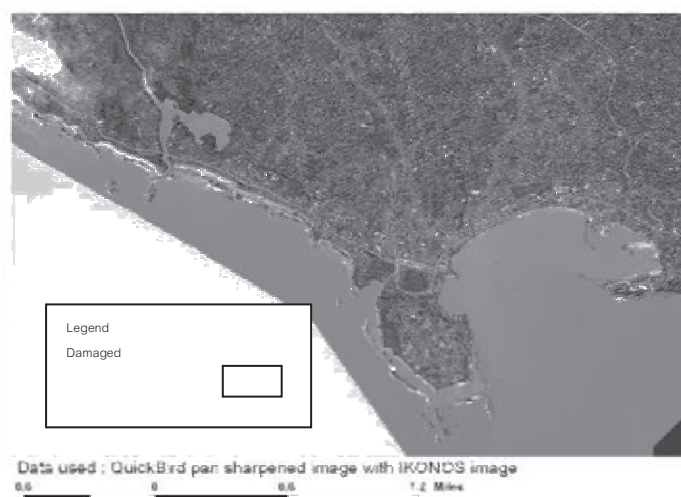 Legend
Damaged
Data used : QuickBird pan sharpened image with IKONOS image
0.6 0 0.6 1.2 Miles